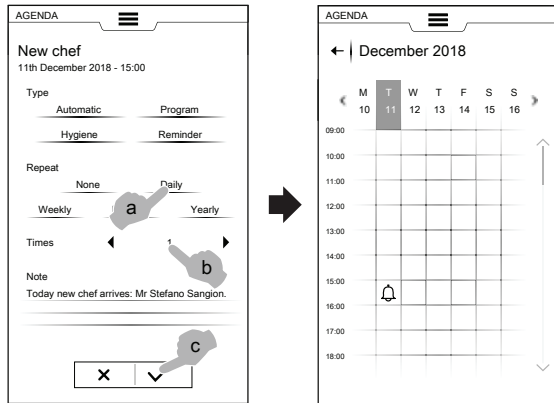 AGENDA
New chef
11th December 2018 - 15:00
Type
Automatic Program
Hygiene Reminder
Repeat
None Daily
Weekly Yearly
Times 1
Note
Today new chef arrives: Mr Stefano Sangion.
a
b
c
AGENDA
December 2018
M T W T F S S
10 11 12 13 14 15 16
09:00
10:00
11:00
12:00
13:00
14:00
15:00
16:00
17:00
18:00